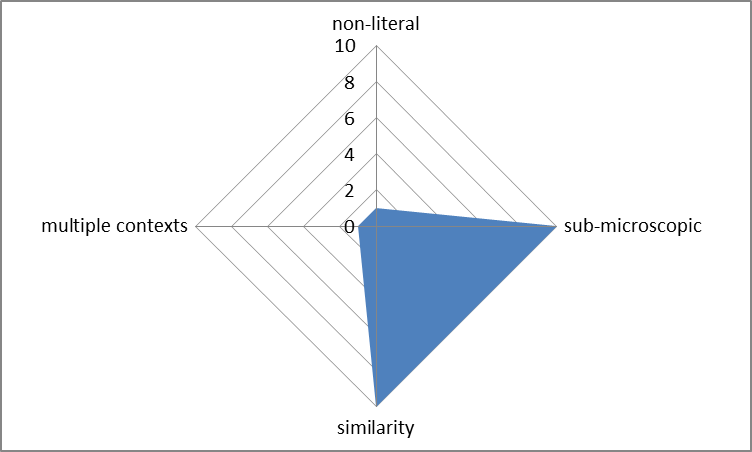 non-literal
10
8
6
4
2
0
multiple contexts
sub-microscopic
similarity